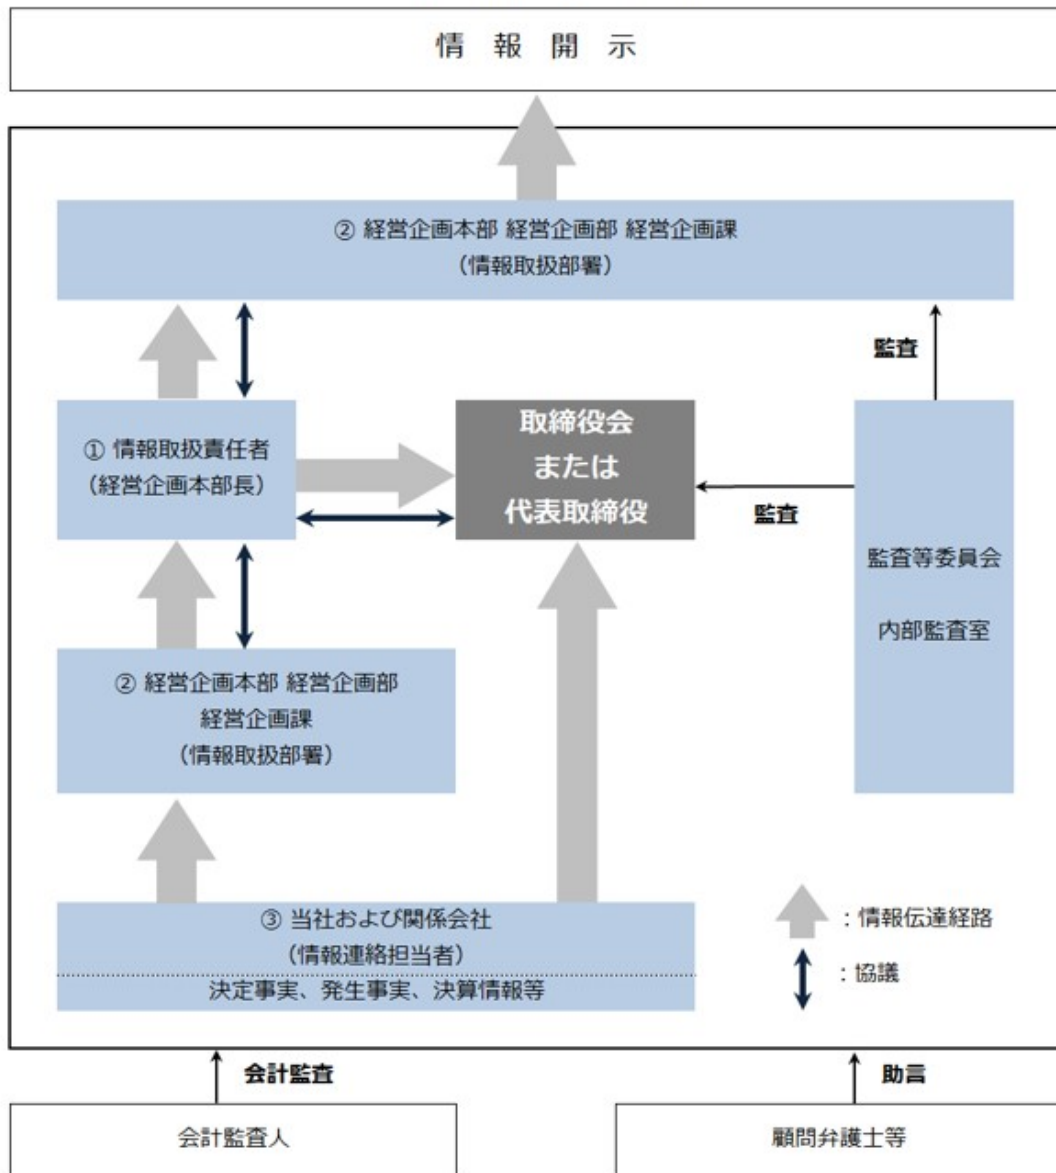 情 報 開 示
② 経営企画本部 経営企画部 経営企画課
（情報取扱部署）
監査
① 情報取扱責任者
（経営企画本部長）
取締役会
または
代表取締役
監査
監査等委員会
内部監査室
② 経営企画本部 経営企画部
経営企画課
（情報取扱部署）
③ 当社および関係会社
（情報連絡担当者）
決定事実、発生事実、決算情報等
：情報伝達経路
：協議
会計監査
助言
会計監査人
顧問弁護士等